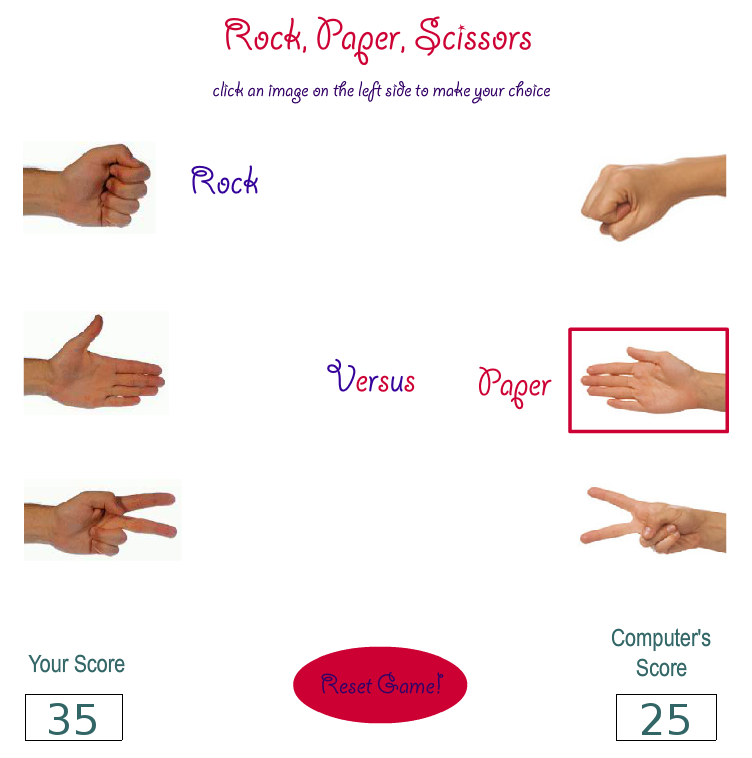 Rock, Paper, Scissors
click an image on the left side to make your choice
Rock
Versus
Paper
Your Score
35
Reset Game!
Computer's
Score
25